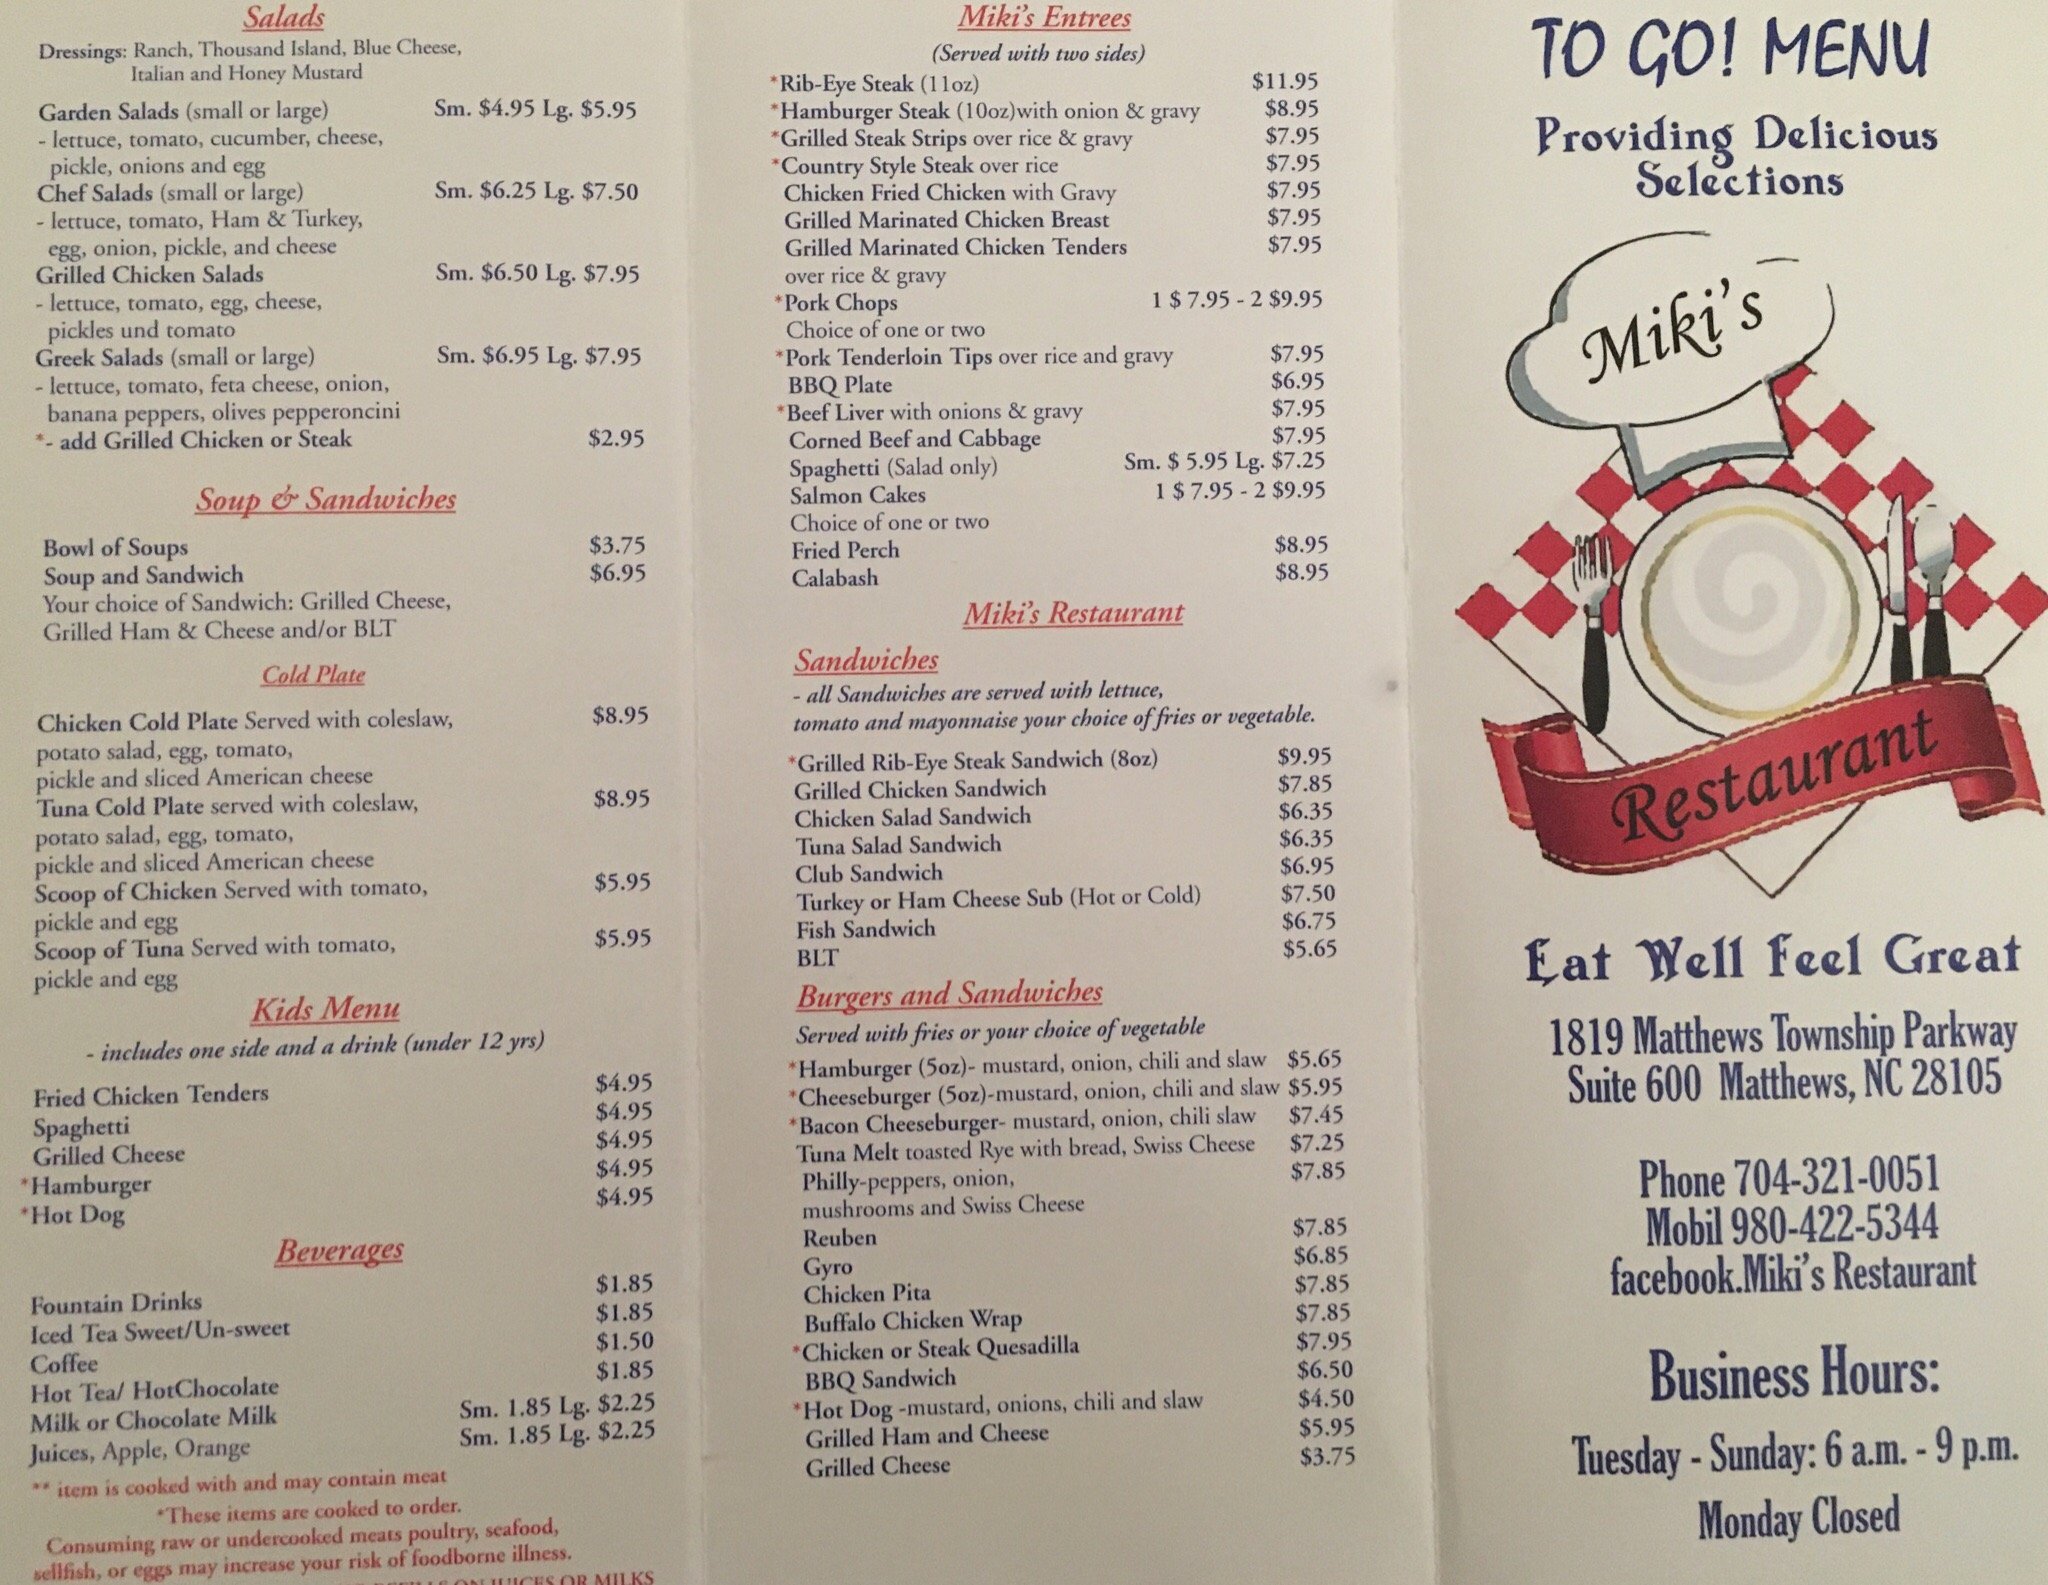 Salads
Dressings: Ranch, Thousand Island, Blue Cheese,
Italian and Honey Mustard
Garden Salads (small or large) Sm. $4.95 Lg. $5.95
- lettuce, tomato, cucumber, cheese,
pickle, onions and egg
Chef Salads (small or large) Sm. $6.25 Lg. $7.50
- lettuce, tomato, Ham & Turkey,
egg, onion, pickle, and cheese
Grilled Chicken Salads Sm. $6.50 Lg. $7.95
- lettuce, tomato, egg, cheese,
pickles und tomato
Greek Salads (small or large) Sm. $6.95 Lg. $7.95
- lettuce, tomato, feta cheese, onion,
banana peppers, olives pepperoncini
*- add Grilled Chicken or Steak $2.95
Soup & Sandwiches
Bowl of Soups $3.75
Soup and Sandwich $6.95
Your choice of Sandwich: Grilled Cheese,
Grilled Ham & Cheese and/or BLT
Cold Plate
Chicken Cold Plate Served with coleslaw, $8.95
potato salad, egg, tomato,
pickle and sliced American cheese
Tuna Cold Plate served with coleslaw, $8.95
potato salad, egg, tomato,
pickle and sliced American cheese
Scoop of Chicken Served with tomato, $5.95
pickle and egg
Scoop of Tuna Served with tomato, $5.95
pickle and egg
Kids Menu
- includes one side and a drink (under 12 yrs)
Fried Chicken Tenders $4.95
Spaghetti $4.95
Grilled Cheese $4.95
*Hamburger $4.95
*Hot Dog $4.95
Beverages
Fountain Drinks $1.85
Iced Tea Sweet/Un-sweet $1.85
Coffee $1.50
Hot Tea/ HotChocolate $1.85
Milk or Chocolate Milk Sm. 1.85 Lg. $2.25
Juices, Apple, Orange Sm. 1.85 Lg. $2.25
** item is cooked with and may contain meat
*These items are cooked to order.
Consuming raw or undercooked meats poultry, seafood,
sellfish, or eggs may increase your risk of foodborne illness.
ON JUICES OR MILKS
Miki's Entrees
(Served with two sides)
*Rib-Eye Steak (11oz) $11.95
*Hamburger Steak (10oz)with onion & gravy $8.95
*Grilled Steak Strips over rice & gravy $7.95
*Country Style Steak over rice $7.95
Chicken Fried Chicken with Gravy $7.95
Grilled Marinated Chicken Breast $7.95
Grilled Marinated Chicken Tenders $7.95
over rice & gravy
*Pork Chops 1 $ 7.95 - 2 $9.95
Choice of one or two
*Pork Tenderloin Tips over rice and gravy $7.95
BBQ Plate $6.95
*Beef Liver with onions & gravy $7.95
Corned Beef and Cabbage $7.95
Spaghetti (Salad only) Sm. $ 5.95 Lg. $7.25
Salmon Cakes 1 $ 7.95 - 2 $9.95
Choice of one or two
Fried Perch $8.95
Calabash $8.95
Miki's Restaurant
Sandwiches
- all Sandwiches are served with lettuce,
tomato and mayonnaise your choice of fries or vegetable.
*Grilled Rib-Eye Steak Sandwich (8oz) $9.95
Grilled Chicken Sandwich $7.85
Chicken Salad Sandwich $6.35
Tuna Salad Sandwich $6.35
Club Sandwich $6.95
Turkey or Ham Cheese Sub (Hot or Cold) $7.50
Fish Sandwich $6.75
BLT $5.65
Burgers and Sandwiches
Served with fries or your choice of vegetable
*Hamburger (5oz)- mustard, onion, chili and slaw $5.65
*Cheeseburger (5oz)-mustard, onion, chili and slaw $5.95
*Bacon Cheeseburger- mustard, onion, chili slaw $7.45
Tuna Melt toasted Rye with bread, Swiss Cheese $7.25
Philly-peppers, onion, $7.85
mushrooms and Swiss Cheese
Reuben $7.85
Gyro $6.85
Chicken Pita $7.85
Buffalo Chicken Wrap $7.85
*Chicken or Steak Quesadilla $7.95
BBQ Sandwich $6.50
*Hot Dog -mustard, onions, chili and slaw $4.50
Grilled Ham and Cheese $5.95
Grilled Cheese $3.75
TO GO! MENU
Providing Delicious
Selections
Miki's
Restaurant
Eat Well Feel Great
1819 Matthews Township Parkway
Suite 600 Matthews, NC 28105
Phone 704-321-0051
Mobil 980-422-5344
facebook.Miki's Restaurant
Business Hours:
Tuesday - Sunday: 6 a.m. - 9 p.m.
Monday Closed